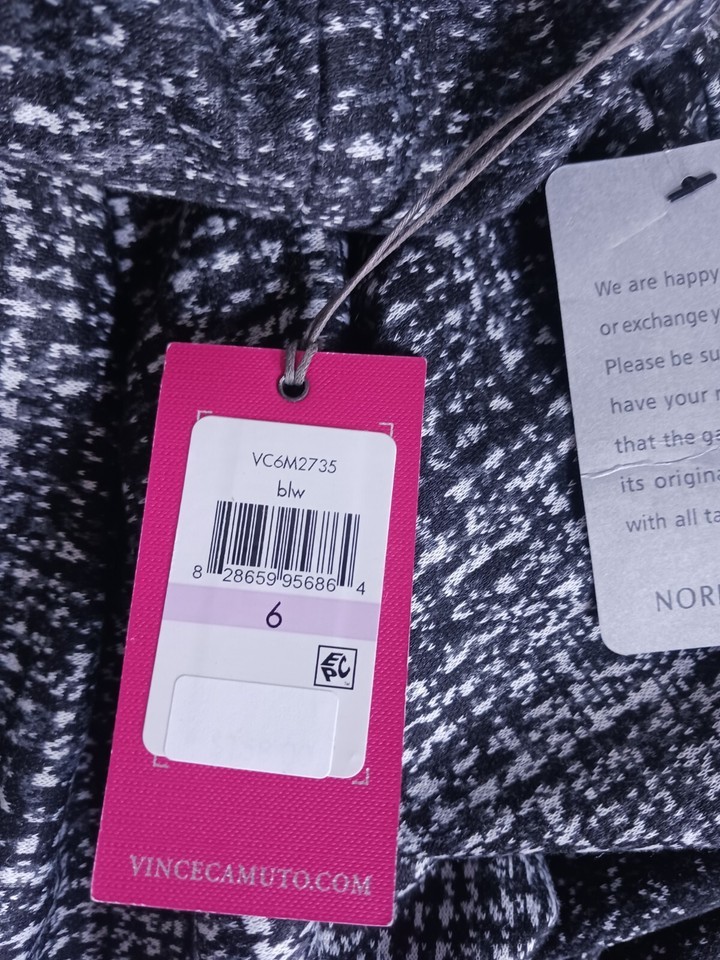 VC6M2735
blw
8 28659 95686 4
6
EPC
VINCECAMUTO.COM
We are happy
or exchange y
Please be su
have your
that the ga
its origina
with all ta
NOR